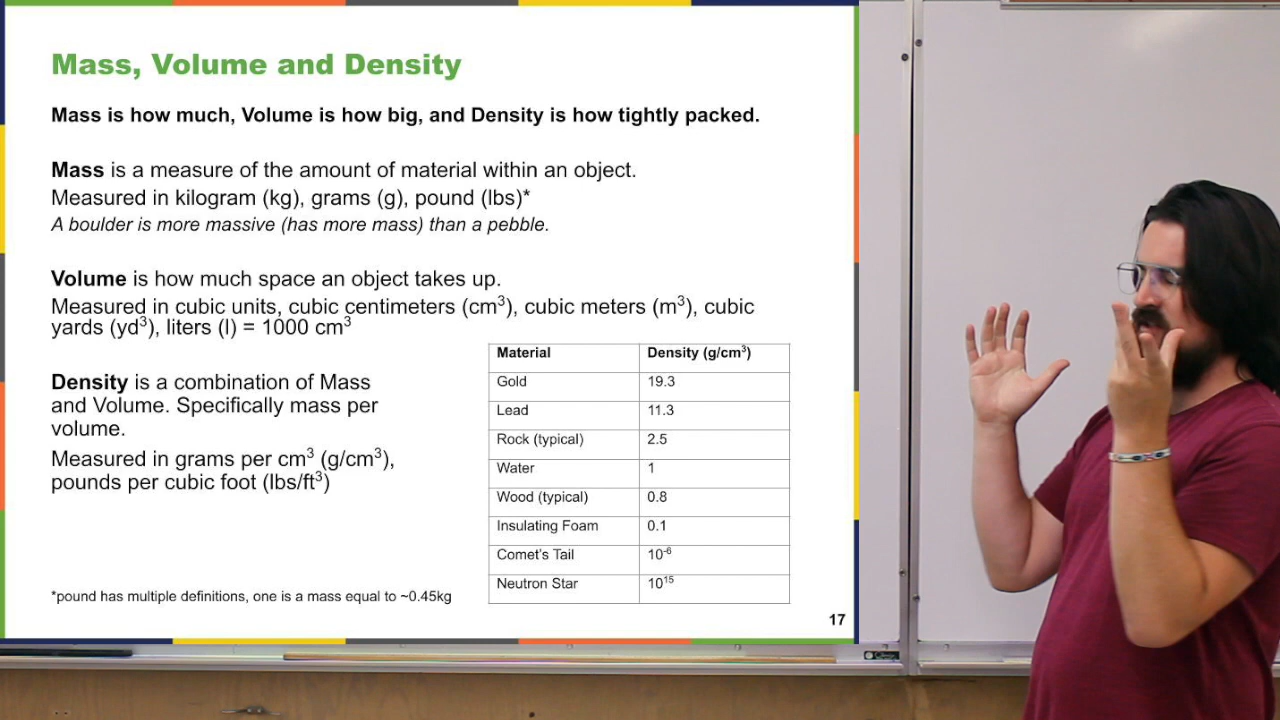 Mass, Volume and Density
Mass is how much, Volume is how big, and Density is how tightly packed.
Mass is a measure of the amount of material within an object.
Measured in kilogram (kg), grams (g), pound (lbs)*
A boulder is more massive (has more mass) than a pebble.
Volume is how much space an object takes up.
Measured in cubic units, cubic centimeters (cm³), cubic meters (m³), cubic
yards (yd³), liters (l) = 1000 cm³
Density is a combination of Mass
and Volume. Specifically mass per
volume.
Measured in grams per cm³ (g/cm³),
pounds per cubic foot (lbs/ft³)
Material Density (g/cm³)
Gold 19.3
Lead 11.3
Rock (typical) 2.5
Water 1
Wood (typical) 0.8
Insulating Foam 0.1
Comet's Tail 10⁻⁶
Neutron Star 10¹⁵
*pound has multiple definitions, one is a mass equal to ~0.45kg
17